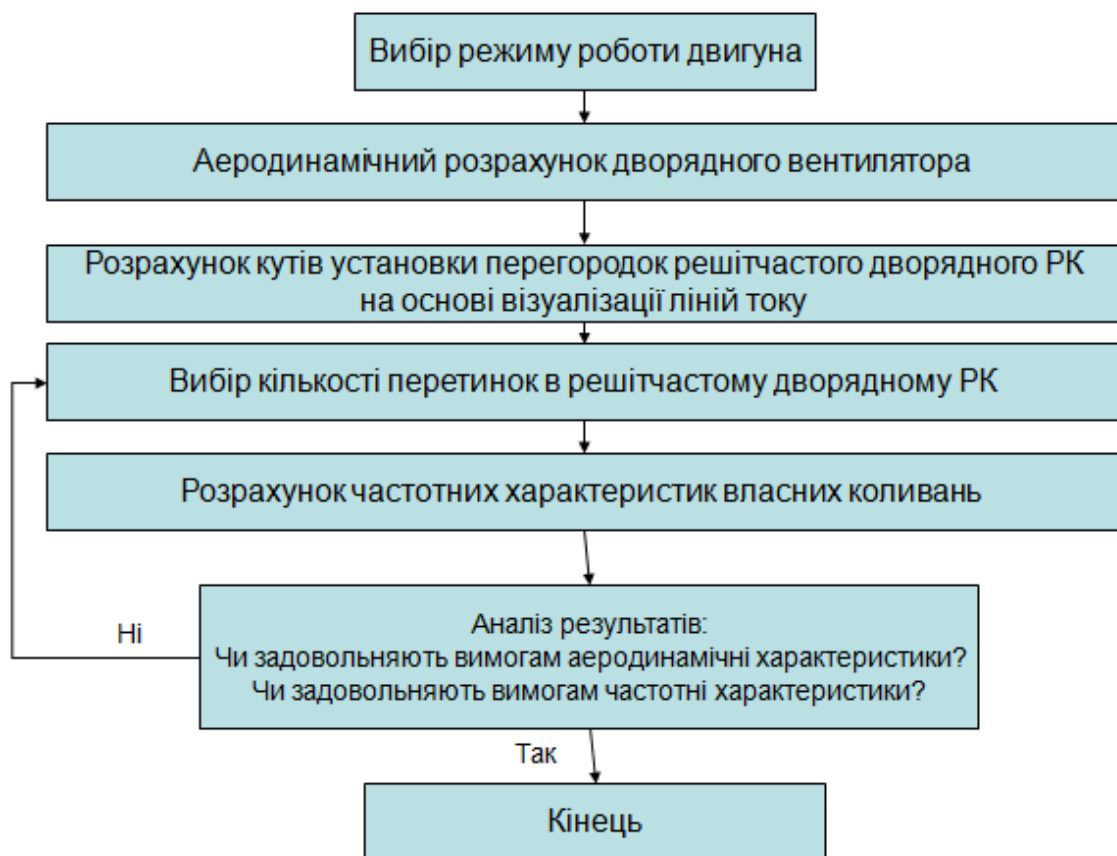 Вибір режиму роботи двигуна
Аеродинамічний розрахунок дворядного вентилятора
Розрахунок кутів установки перегородок решітчастого дворядного РК
на основі візуалізації ліній току
Вибір кількості перетинок в решітчастому дворядному РК
Розрахунок частотних характеристик власних коливань
Аналіз результатів:
Чи задовольняють вимогам аеродинамічні характеристики?
Чи задовольняють вимогам частотні характеристики?
Ні
Так
Кінець